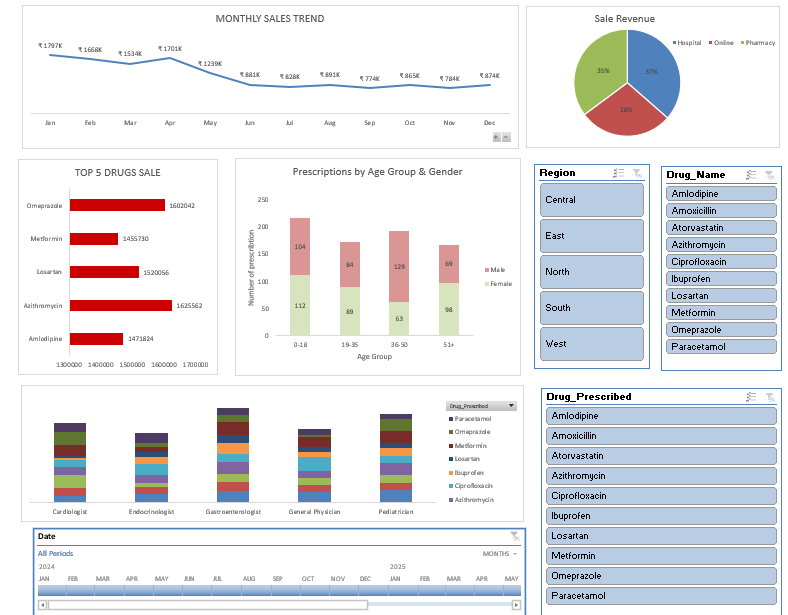 MONTHLY SALES TREND
₹ 1797K ₹ 1668K ₹ 1534K ₹ 1701K ₹ 1239K ₹ 881K ₹ 828K ₹ 891K ₹ 774K ₹ 865K ₹ 784K ₹ 874K
Jan Feb Mar Apr May Jun Jul Aug Sep Oct Nov Dec
+ −
Sale Revenue
Hospital Online Pharmacy
35% 37%
28%
TOP 5 DRUGS SALE
Omeprazole 1602042
Metformin 1455730
Losartan 1520056
Azithromycin 1625562
Amlodipine 1471824
1300000 1400000 1500000 1600000 1700000
Prescriptions by Age Group & Gender
Number of prescribtion
250
200
150
100
50
0
104 84 129 69
112 89 63 98
0-18 19-35 36-50 51+
Age Group
Male
Female
Region
Central
East
North
South
West
Drug_Name
Amlodipine
Amoxicillin
Atorvastatin
Azithromycin
Ciprofloxacin
Ibuprofen
Losartan
Metformin
Omeprazole
Paracetamol
Drug_Prescribed
Paracetamol
Omeprazole
Metformin
Losartan
Ibuprofen
Ciprofloxacin
Azithromycin
Cardiologist Endocrinologist Gastroenterologist General Physician Pediatrician
Drug_Prescribed
Amlodipine
Amoxicillin
Atorvastatin
Azithromycin
Ciprofloxacin
Ibuprofen
Losartan
Metformin
Omeprazole
Paracetamol
Date
All Periods MONTHS
2024 2025
JAN FEB MAR APR MAY JUN JUL AUG SEP OCT NOV DEC JAN FEB MAR APR MAY